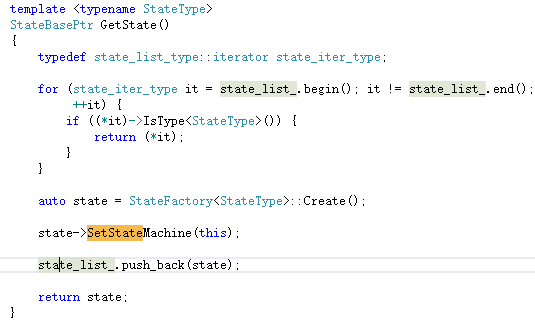 template <typename StateType>
StateBasePtr GetState()
{
    typedef state_list_type::iterator state_iter_type;

    for (state_iter_type it = state_list_.begin(); it != state_list_.end();
         ++it) {
        if ((*it)->IsType<StateType>()) {
            return (*it);
        }
    }

    auto state = StateFactory<StateType>::Create();

    state->SetStateMachine(this);

    state_list_.push_back(state);

    return state;
}